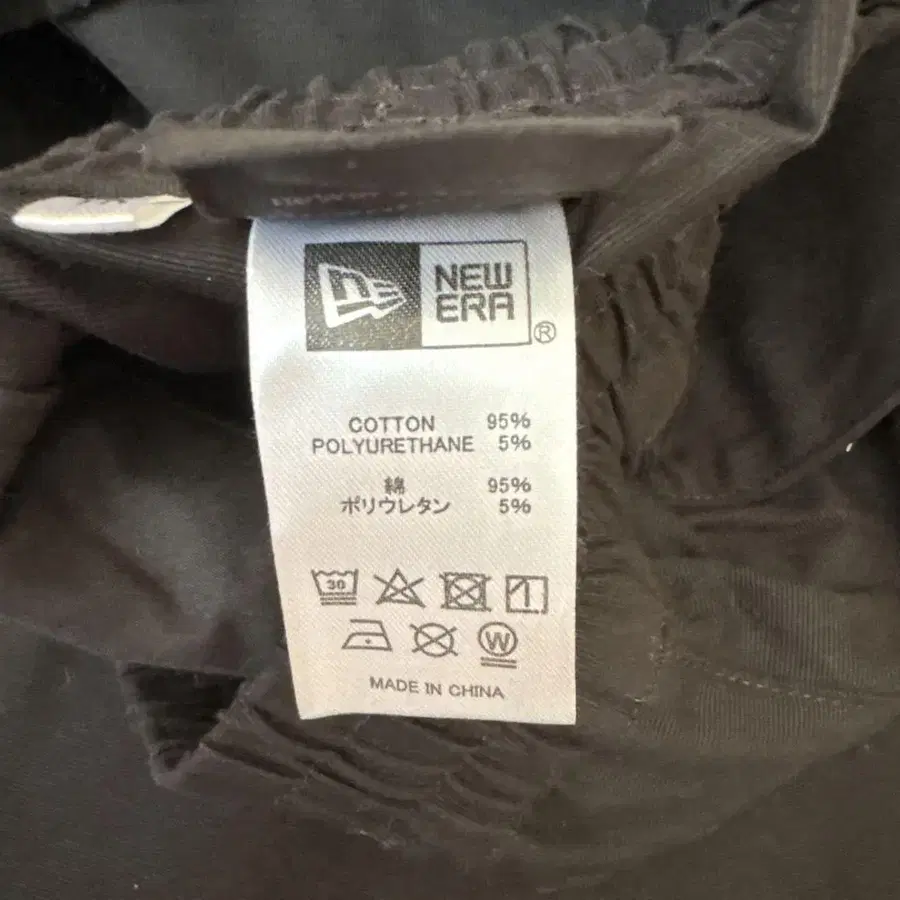 NEW
ERA
®
COTTON 95%
POLYURETHANE 5%
綿 95%
ポリウレタン 5%
30
W
MADE IN CHINA